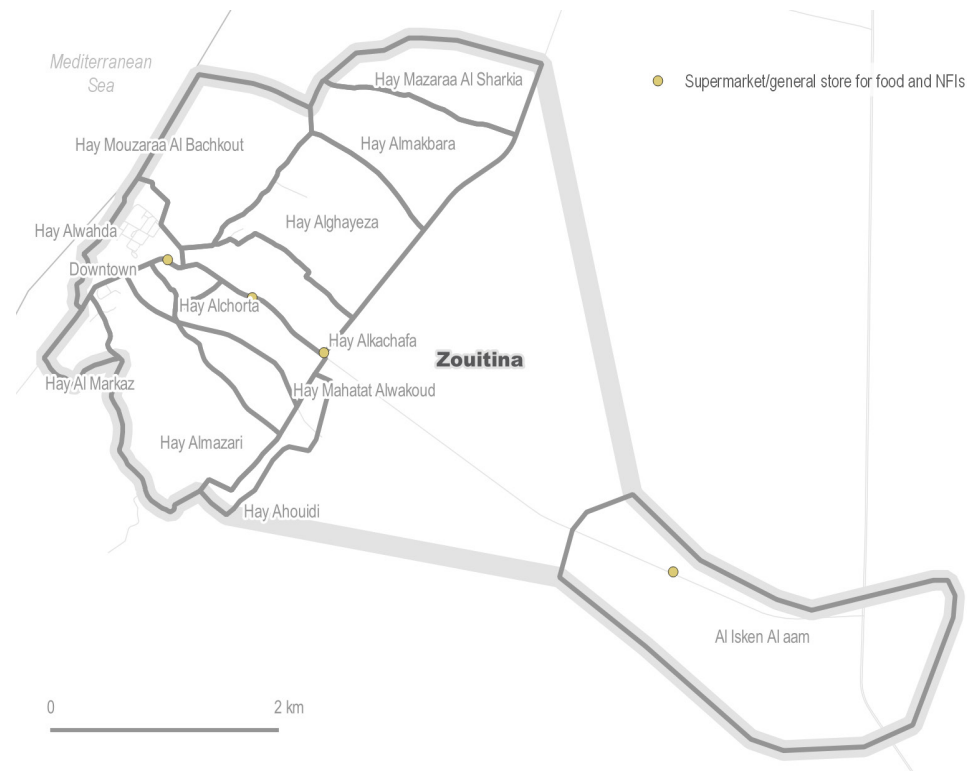 Mediterranean
Sea
Hay Mazaraa Al Sharkia
Supermarket/general store for food and NFIs
Hay Mouzaraa Al Bachkout
Hay Almakbara
Hay Alghayeza
Hay Alwahda
Downtown
Hay Alchorta
Hay Alkachafa
Zouitina
Hay Al Markaz
Hay Mahatat Alwakoud
Hay Almazari
Hay Ahouidi
Al Isken Al aam
0
2 km